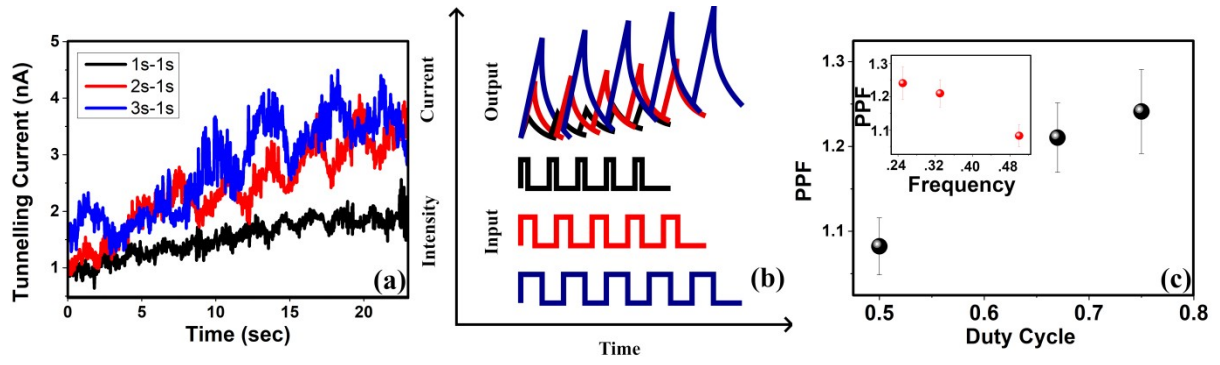 Tunnelling Current (nA)
5
4
3
2
1
1s-1s
2s-1s
3s-1s
(a)
0
5
10
15
20
Time (sec)
Current
Intensity
Output
Input
(b)
Time
PPF
1.3
1.2
1.1
PPF
1.3
1.2
1.1
.24
.34
.40
.48
Frequency
(c)
0.5
0.6
0.7
0.8
Duty Cycle